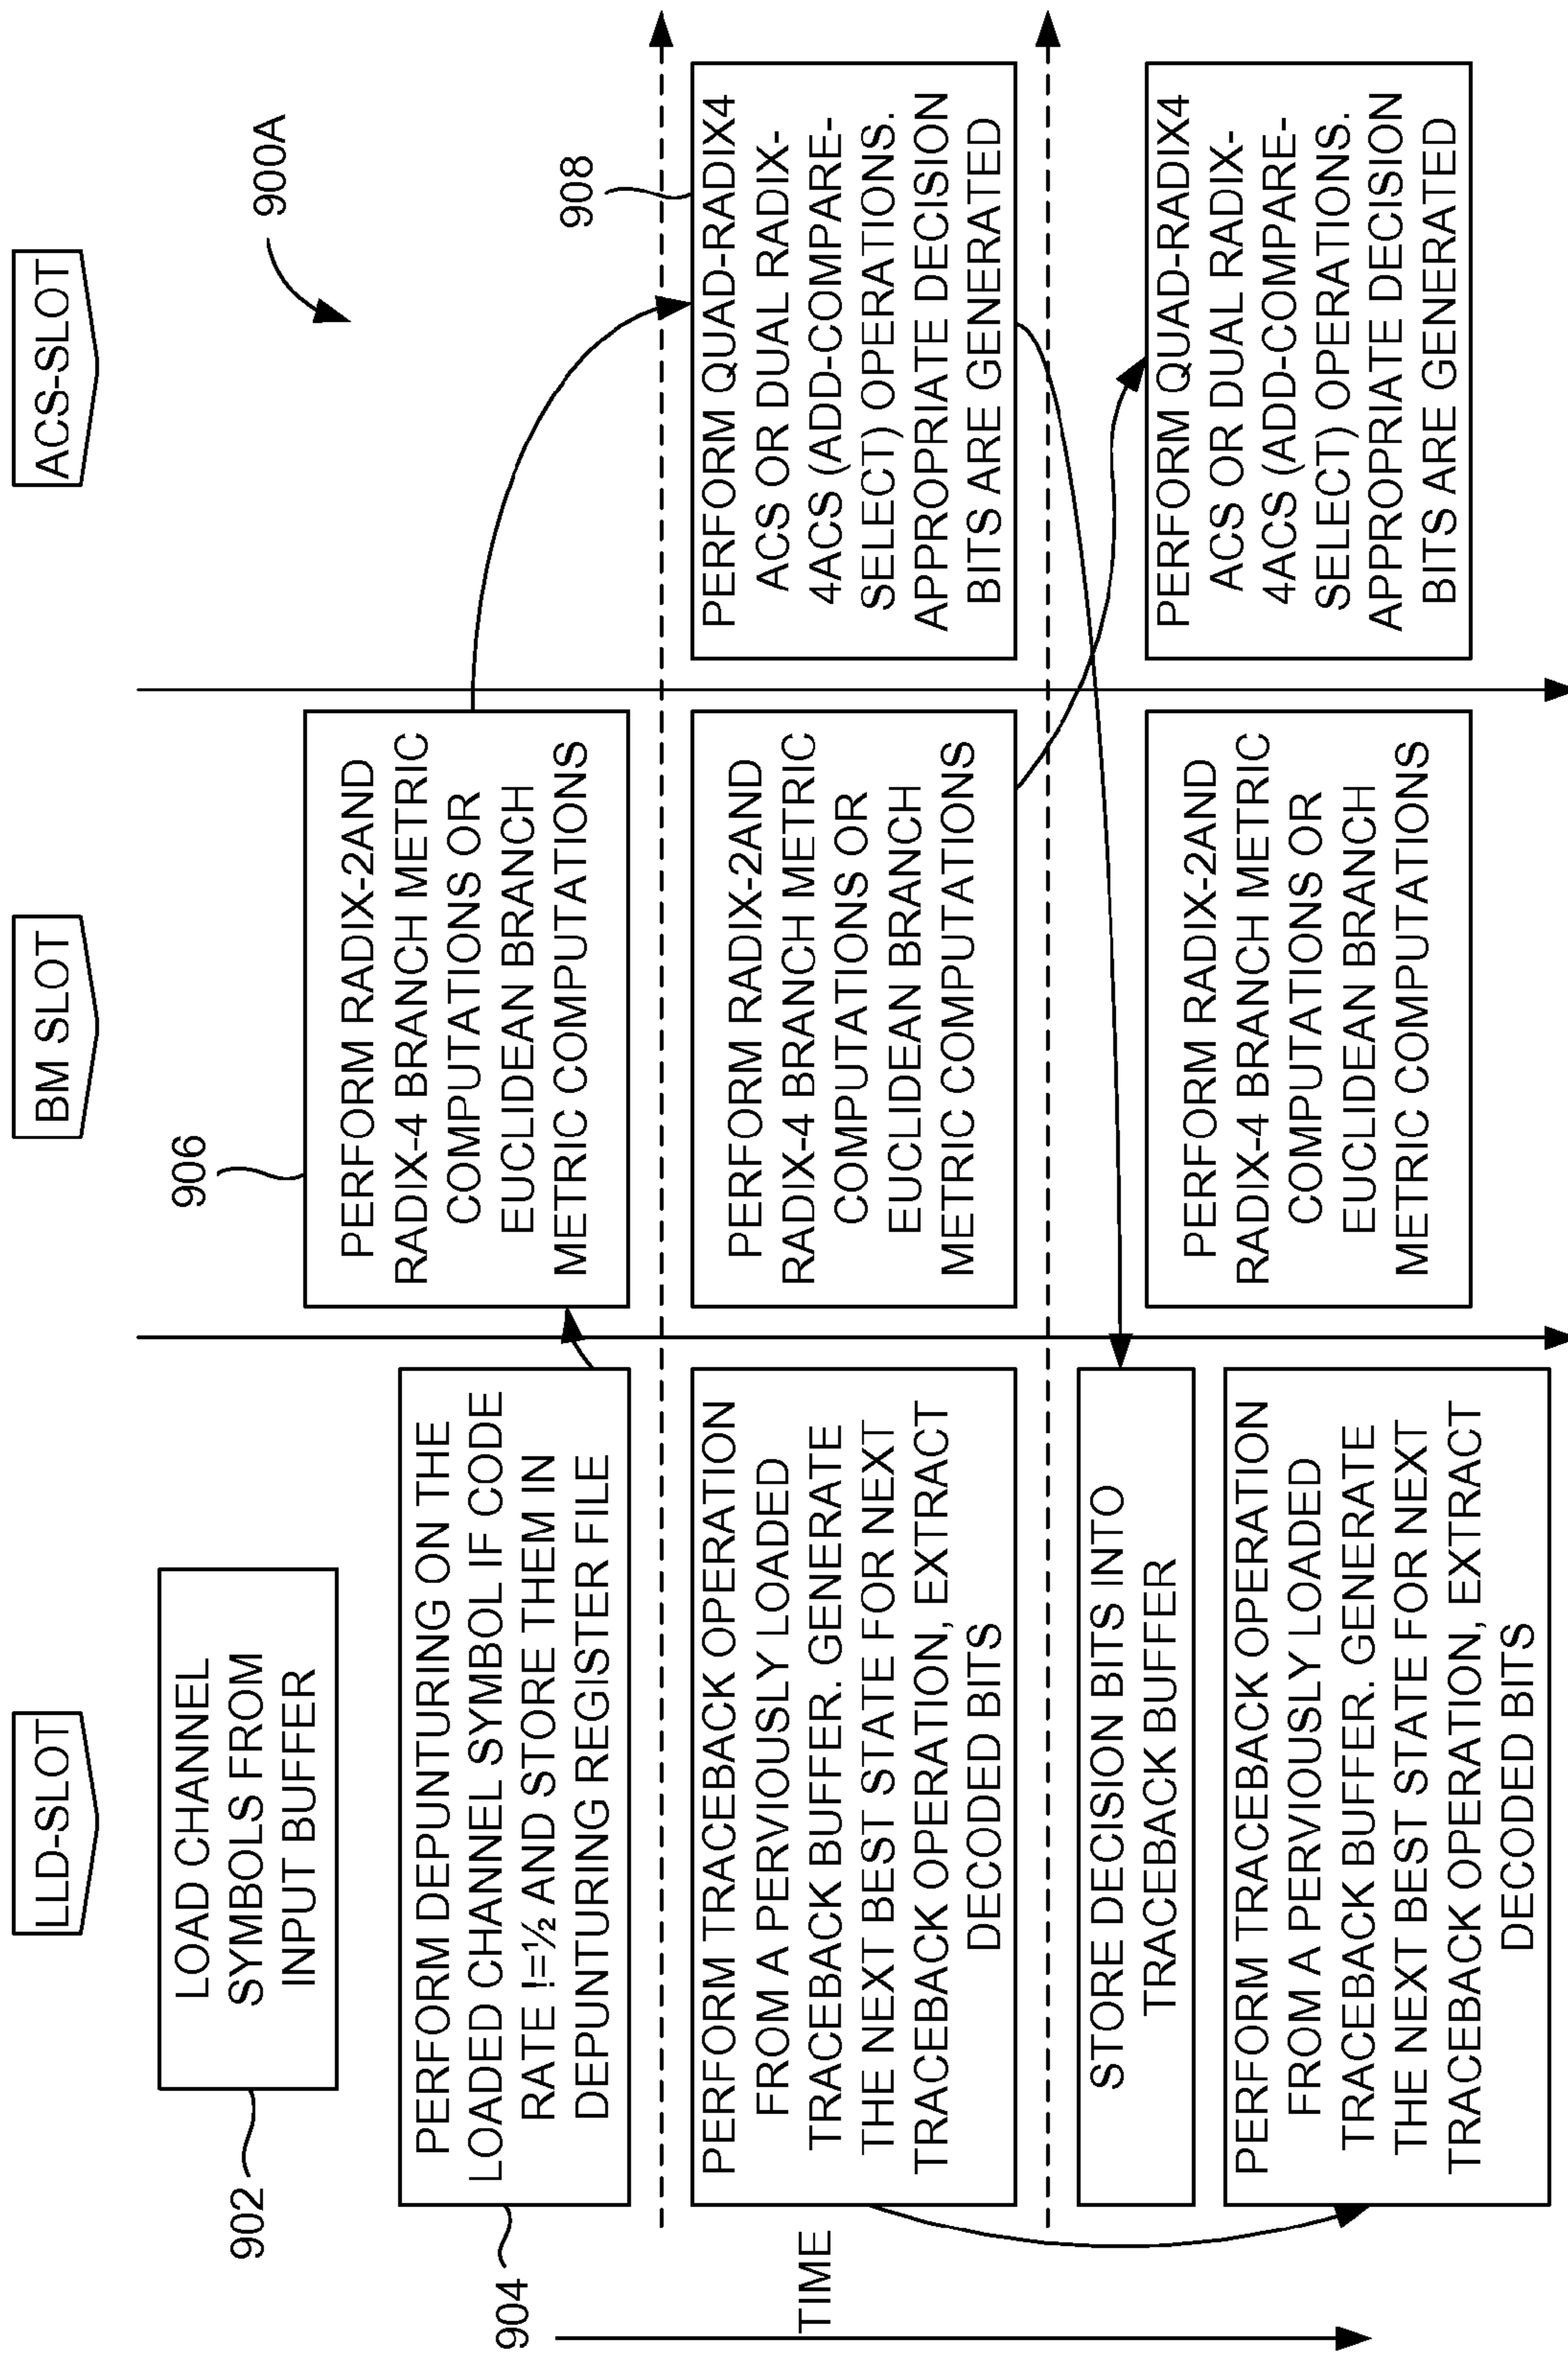 LLD-SLOT
BM SLOT
ACS-SLOT
900A
902
LOAD CHANNEL
SYMBOLS FROM
INPUT BUFFER
904
PERFORM DEPUNTURING ON THE
LOADED CHANNEL SYMBOL IF CODE
RATE !=½ AND STORE THEM IN
DEPUNTURING REGISTER FILE
906
PERFORM RADIX-2AND
RADIX-4 BRANCH METRIC
COMPUTATIONS OR
EUCLIDEAN BRANCH
METRIC COMPUTATIONS
TIME
PERFORM TRACEBACK OPERATION
FROM A PERVIOUSLY LOADED
TRACEBACK BUFFER. GENERATE
THE NEXT BEST STATE FOR NEXT
TRACEBACK OPERATION, EXTRACT
DECODED BITS
PERFORM RADIX-2AND
RADIX-4 BRANCH METRIC
COMPUTATIONS OR
EUCLIDEAN BRANCH
METRIC COMPUTATIONS
908
PERFORM QUAD-RADIX4
ACS OR DUAL RADIX-
4ACS (ADD-COMPARE-
SELECT) OPERATIONS.
APPROPRIATE DECISION
BITS ARE GENERATED
STORE DECISION BITS INTO
TRACEBACK BUFFER
PERFORM TRACEBACK OPERATION
FROM A PERVIOUSLY LOADED
TRACEBACK BUFFER. GENERATE
THE NEXT BEST STATE FOR NEXT
TRACEBACK OPERATION, EXTRACT
DECODED BITS
PERFORM RADIX-2AND
RADIX-4 BRANCH METRIC
COMPUTATIONS OR
EUCLIDEAN BRANCH
METRIC COMPUTATIONS
PERFORM QUAD-RADIX4
ACS OR DUAL RADIX-
4ACS (ADD-COMPARE-
SELECT) OPERATIONS.
APPROPRIATE DECISION
BITS ARE GENERATED